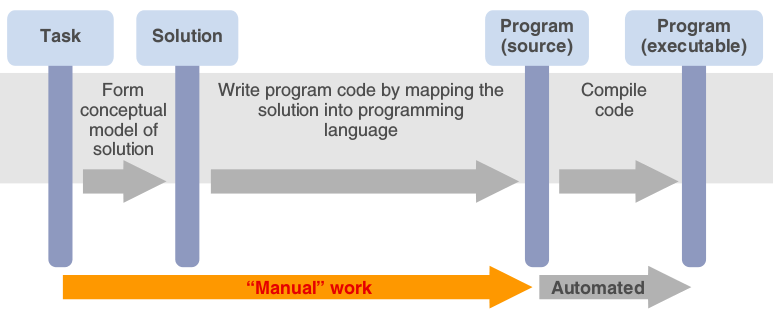 Task
Solution
Program
(source)
Program
(executable)
Form
conceptual
model of
solution
Write program code by mapping the
solution into programming
language
Compile
code
“Manual” work
Automated